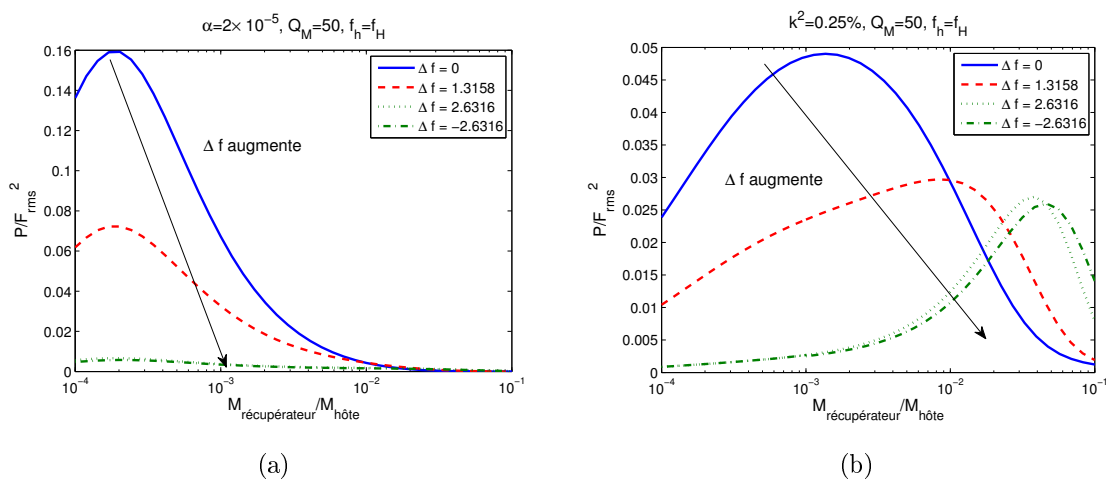 α=2× 10⁻⁵, Q_M=50, f_h=f_H
0.16
0.14
0.12
0.1
0.08
0.06
0.04
0.02
0
P/F_rms²
Δ f = 0
Δ f = 1.3158
Δ f = 2.6316
Δ f = −2.6316
Δ f augmente
10⁻⁴
10⁻³
10⁻²
10⁻¹
M_récupérateur/M_hôte
(a)
k²=0.25%, Q_M=50, f_h=f_H
0.05
0.045
0.04
0.035
0.03
0.025
0.02
0.015
0.01
0.005
0
P/F_rms²
Δ f = 0
Δ f = 1.3158
Δ f = 2.6316
Δ f = −2.6316
Δ f augmente
10⁻⁴
10⁻³
10⁻²
10⁻¹
M_récupérateur/M_hôte
(b)